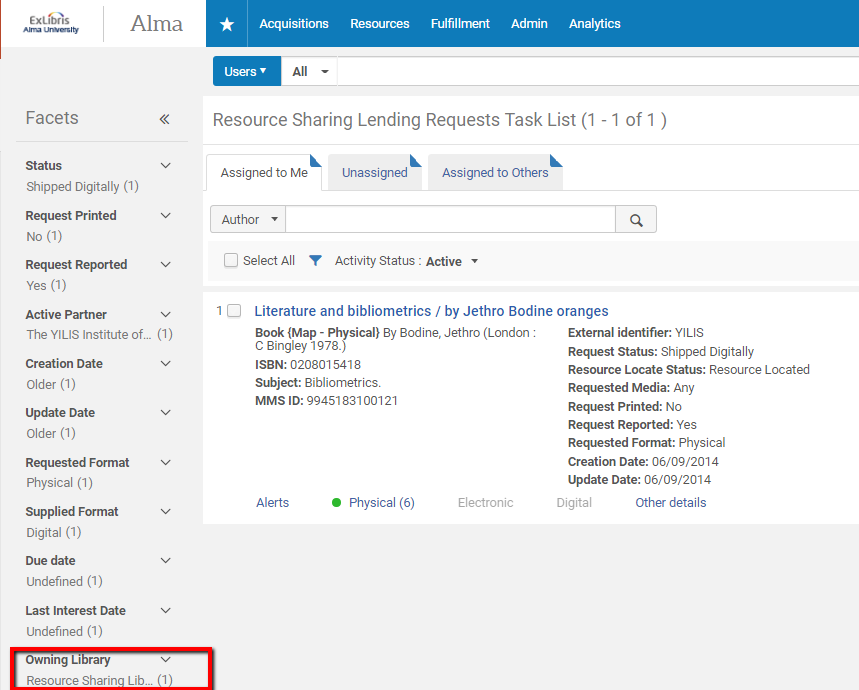 ExLibris
Alma University
Alma
Acquisitions Resources Fulfillment Admin Analytics
Users All
Facets
Status
Shipped Digitally (1)
Request Printed
No (1)
Request Reported
Yes (1)
Active Partner
The YILIS Institute of... (1)
Creation Date
Older (1)
Update Date
Older (1)
Requested Format
Physical (1)
Supplied Format
Digital (1)
Due date
Undefined (1)
Last Interest Date
Undefined (1)
Owning Library
Resource Sharing Lib... (1)
Resource Sharing Lending Requests Task List (1 - 1 of 1 )
Assigned to Me Unassigned Assigned to Others
Author
Select All Activity Status : Active
1 Literature and bibliometrics / by Jethro Bodine oranges
Book {Map - Physical} By Bodine, Jethro (London :
C Bingley 1978.)
ISBN: 0208015418
Subject: Bibliometrics.
MMS ID: 9945183100121
External identifier: YILIS
Request Status: Shipped Digitally
Resource Locate Status: Resource Located
Requested Media: Any
Request Printed: No
Request Reported: Yes
Requested Format: Physical
Creation Date: 06/09/2014
Update Date: 06/09/2014
Alerts Physical (6) Electronic Digital Other details